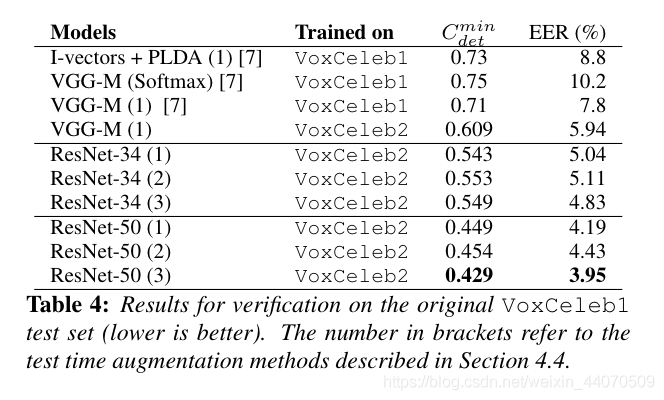 Models Trained on C_{det}^{min} EER (%)
I-vectors + PLDA (1) [7] VoxCeleb1 0.73 8.8
VGG-M (Softmax) [7] VoxCeleb1 0.75 10.2
VGG-M (1) [7] VoxCeleb1 0.71 7.8
VGG-M (1) VoxCeleb2 0.609 5.94
ResNet-34 (1) VoxCeleb2 0.543 5.04
ResNet-34 (2) VoxCeleb2 0.553 5.11
ResNet-34 (3) VoxCeleb2 0.549 4.83
ResNet-50 (1) VoxCeleb2 0.449 4.19
ResNet-50 (2) VoxCeleb2 0.454 4.43
ResNet-50 (3) VoxCeleb2 0.429 3.95
Table 4: Results for verification on the original VoxCeleb1
test set (lower is better). The number in brackets refer to the
test time augmentation methods described in Section 4.4.
https://blog.csdn.net/weixin_44070509